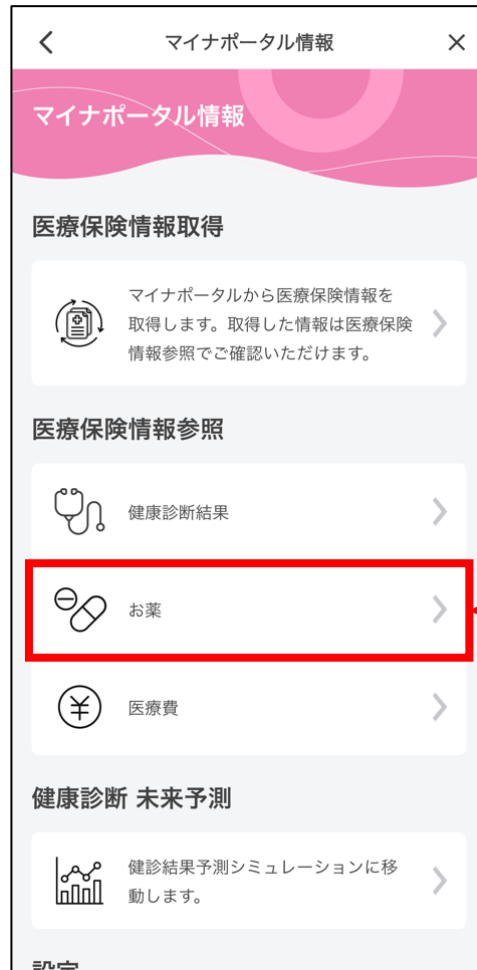 マイナポータル情報
マイナポータル情報
医療保険情報取得
マイナポータルから医療保険情報を
取得します。取得した情報は医療保険
情報参照でご確認いただけます。
医療保険情報参照
健康診断結果
お薬
医療費
健康診断 未来予測
健診結果予測シミュレーションに移
動します。
設定